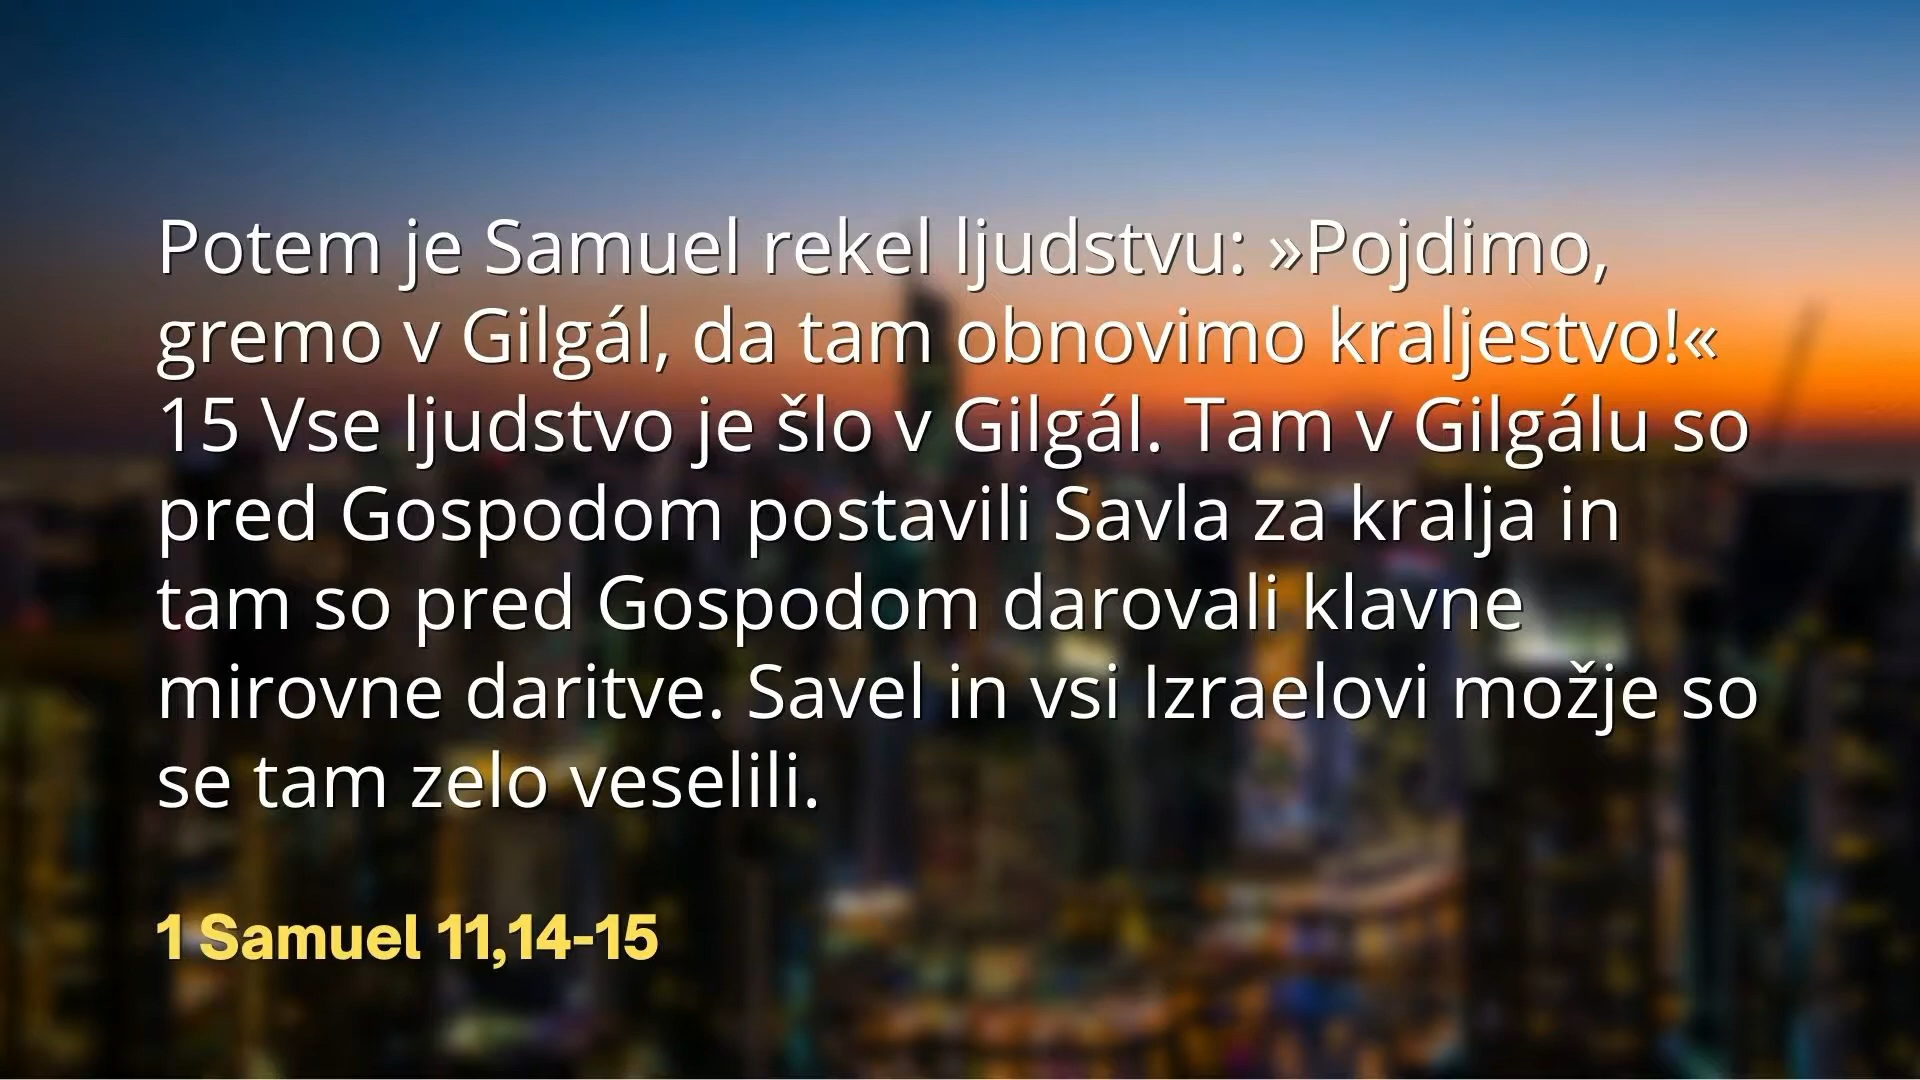 Potem je Samuel rekel ljudstvu: »Pojdimo,
gremo v Gilgál, da tam obnovimo kraljestvo!«
15 Vse ljudstvo je šlo v Gilgál. Tam v Gilgálu so
pred Gospodom postavili Savla za kralja in
tam so pred Gospodom darovali klavne
mirovne daritve. Savel in vsi Izraelovi možje so
se tam zelo veselili.
1 Samuel 11,14-15